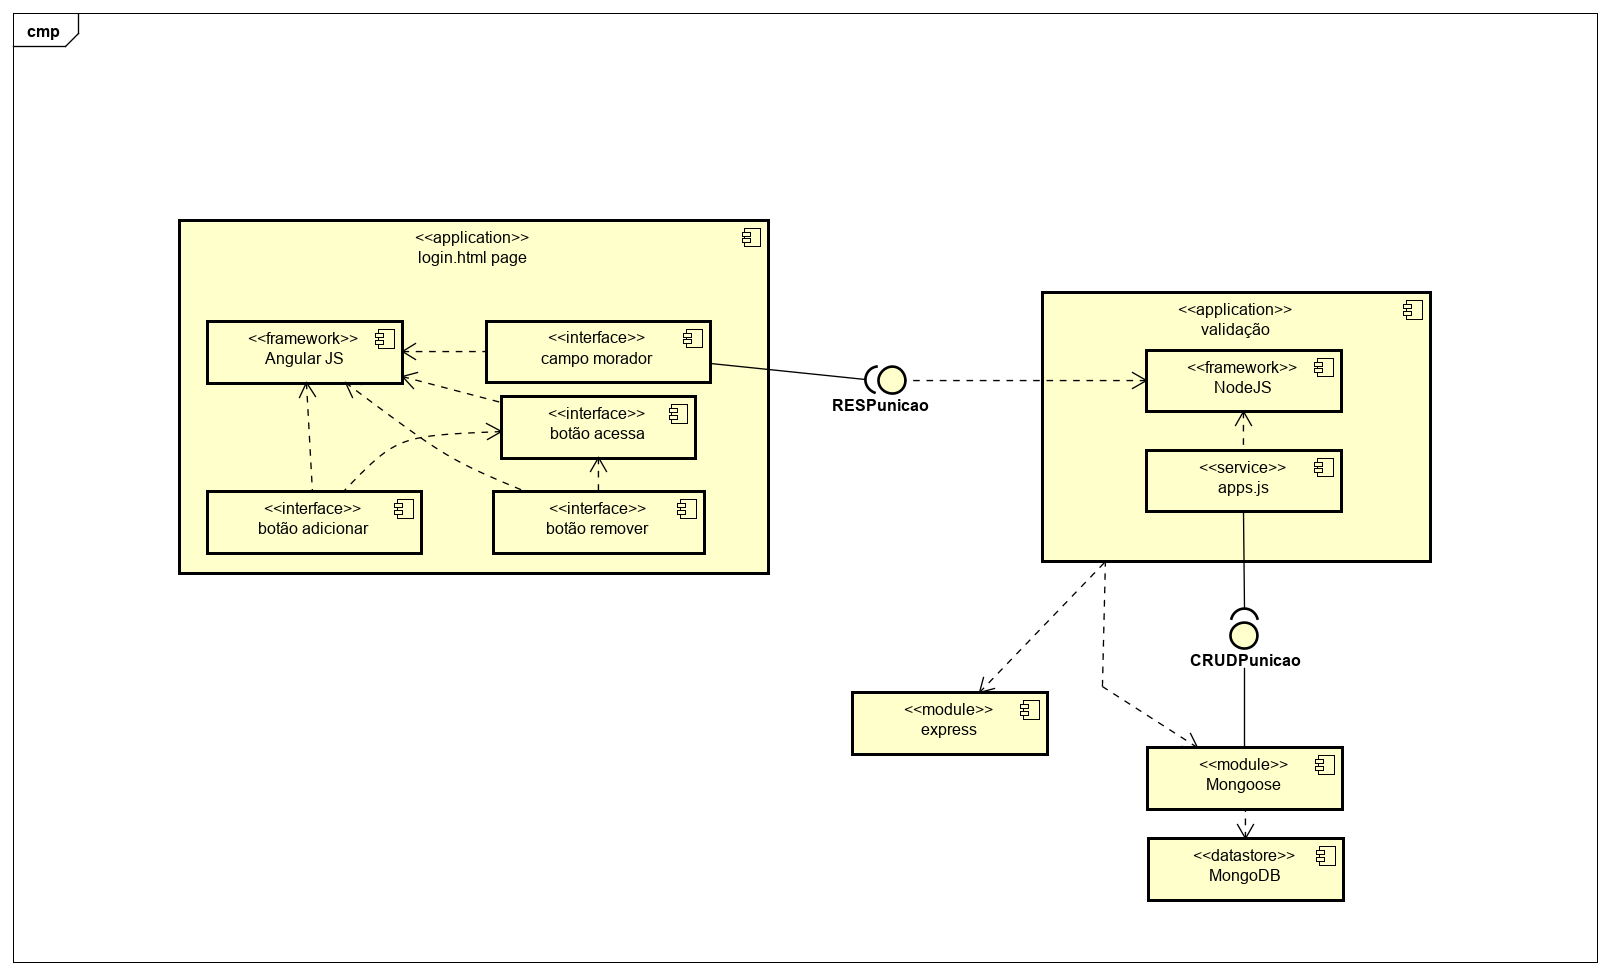 cmp
<<application>>
login.html page
<<framework>>
Angular JS
<<interface>>
campo morador
<<interface>>
botão acessa
<<interface>>
botão adicionar
<<interface>>
botão remover
RESPunicao
<<application>>
validação
<<framework>>
NodeJS
<<service>>
apps.js
CRUDPunicao
<<module>>
express
<<module>>
Mongoose
<<datastore>>
MongoDB